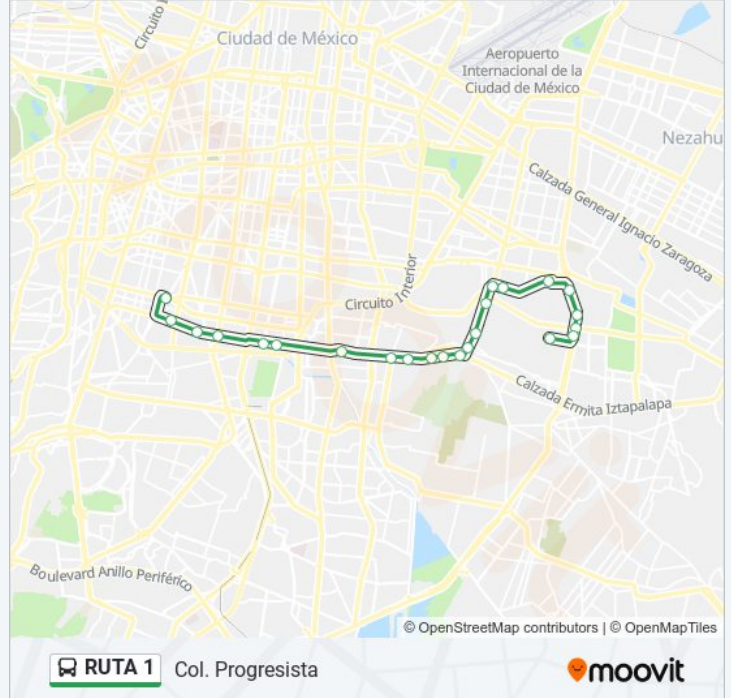 Circuito
Ciudad de México
Aeropuerto
Internacional de la
Ciudad de México
Nezahu
Calzada General Ignacio Zaragoza
Circuito Interior
Calzada Ermita Iztapalapa
Boulevard Anillo Periférico
© OpenStreetMap contributors | © OpenMapTiles
RUTA 1 Col. Progresista
moovit